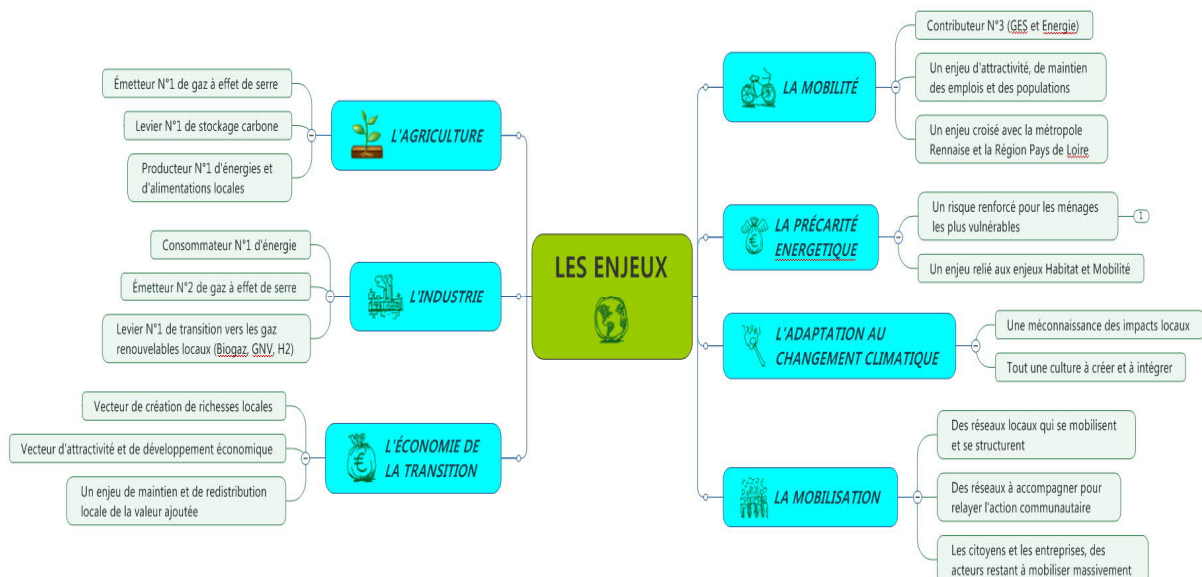 LES ENJEUX
L'AGRICULTURE
Émetteur N°1 de gaz à effet de serre
Levier N°1 de stockage carbone
Producteur N°1 d'énergies et
d'alimentations locales
L'INDUSTRIE
Consommateur N°1 d'énergie
Émetteur N°2 de gaz à effet de serre
Levier N°1 de transition vers les gaz
renouvelables locaux (Biogaz, GNV, H2)
L'ÉCONOMIE DE
LA TRANSITION
€
Vecteur de création de richesses locales
Vecteur d'attractivité et de développement économique
Un enjeu de maintien et de redistribution
locale de la valeur ajoutée
LA MOBILITÉ
Contributeur N°3 (GES et Energie)
Un enjeu d'attractivité, de maintien
des emplois et des populations
Un enjeu croisé avec la métropole
Rennaise et la Région Pays de Loire
LA PRÉCARITÉ
ENERGETIQUE
€
Un risque renforcé pour les ménages
les plus vulnérables
1
Un enjeu relié aux enjeux Habitat et Mobilité
L'ADAPTATION AU
CHANGEMENT CLIMATIQUE
Une méconnaissance des impacts locaux
Tout une culture à créer et à intégrer
LA MOBILISATION
Des réseaux locaux qui se mobilisent
et se structurent
Des réseaux à accompagner pour
relayer l'action communautaire
Les citoyens et les entreprises, des
acteurs restant à mobiliser massivement